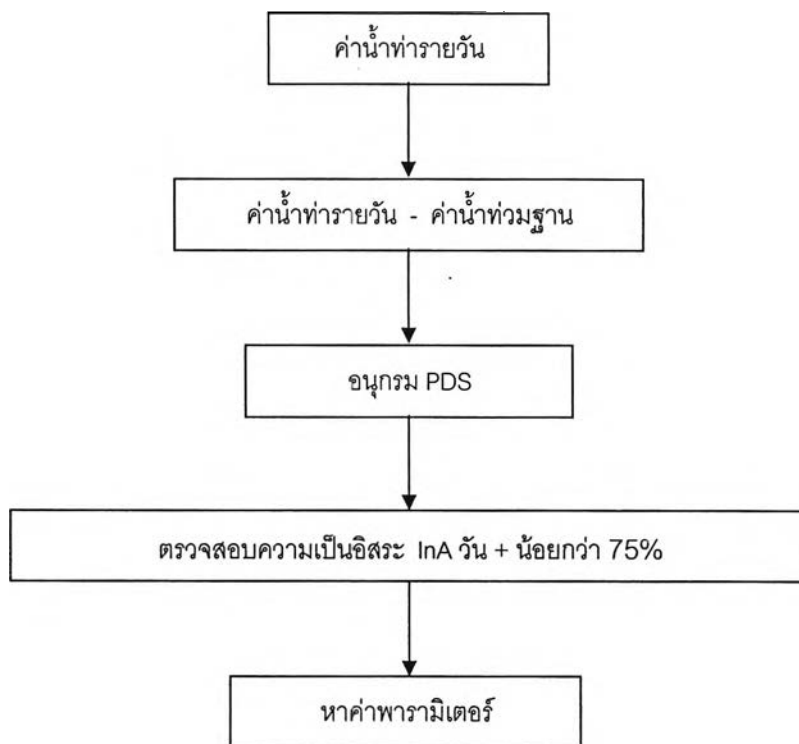 ค่าน้ำท่ารายวัน
ค่าน้ำท่ารายวัน - ค่าน้ำท่วมฐาน
อนุกรม PDS
ตรวจสอบความเป็นอิสระ InA วัน + น้อยกว่า 75%
หาค่าพารามิเตอร์